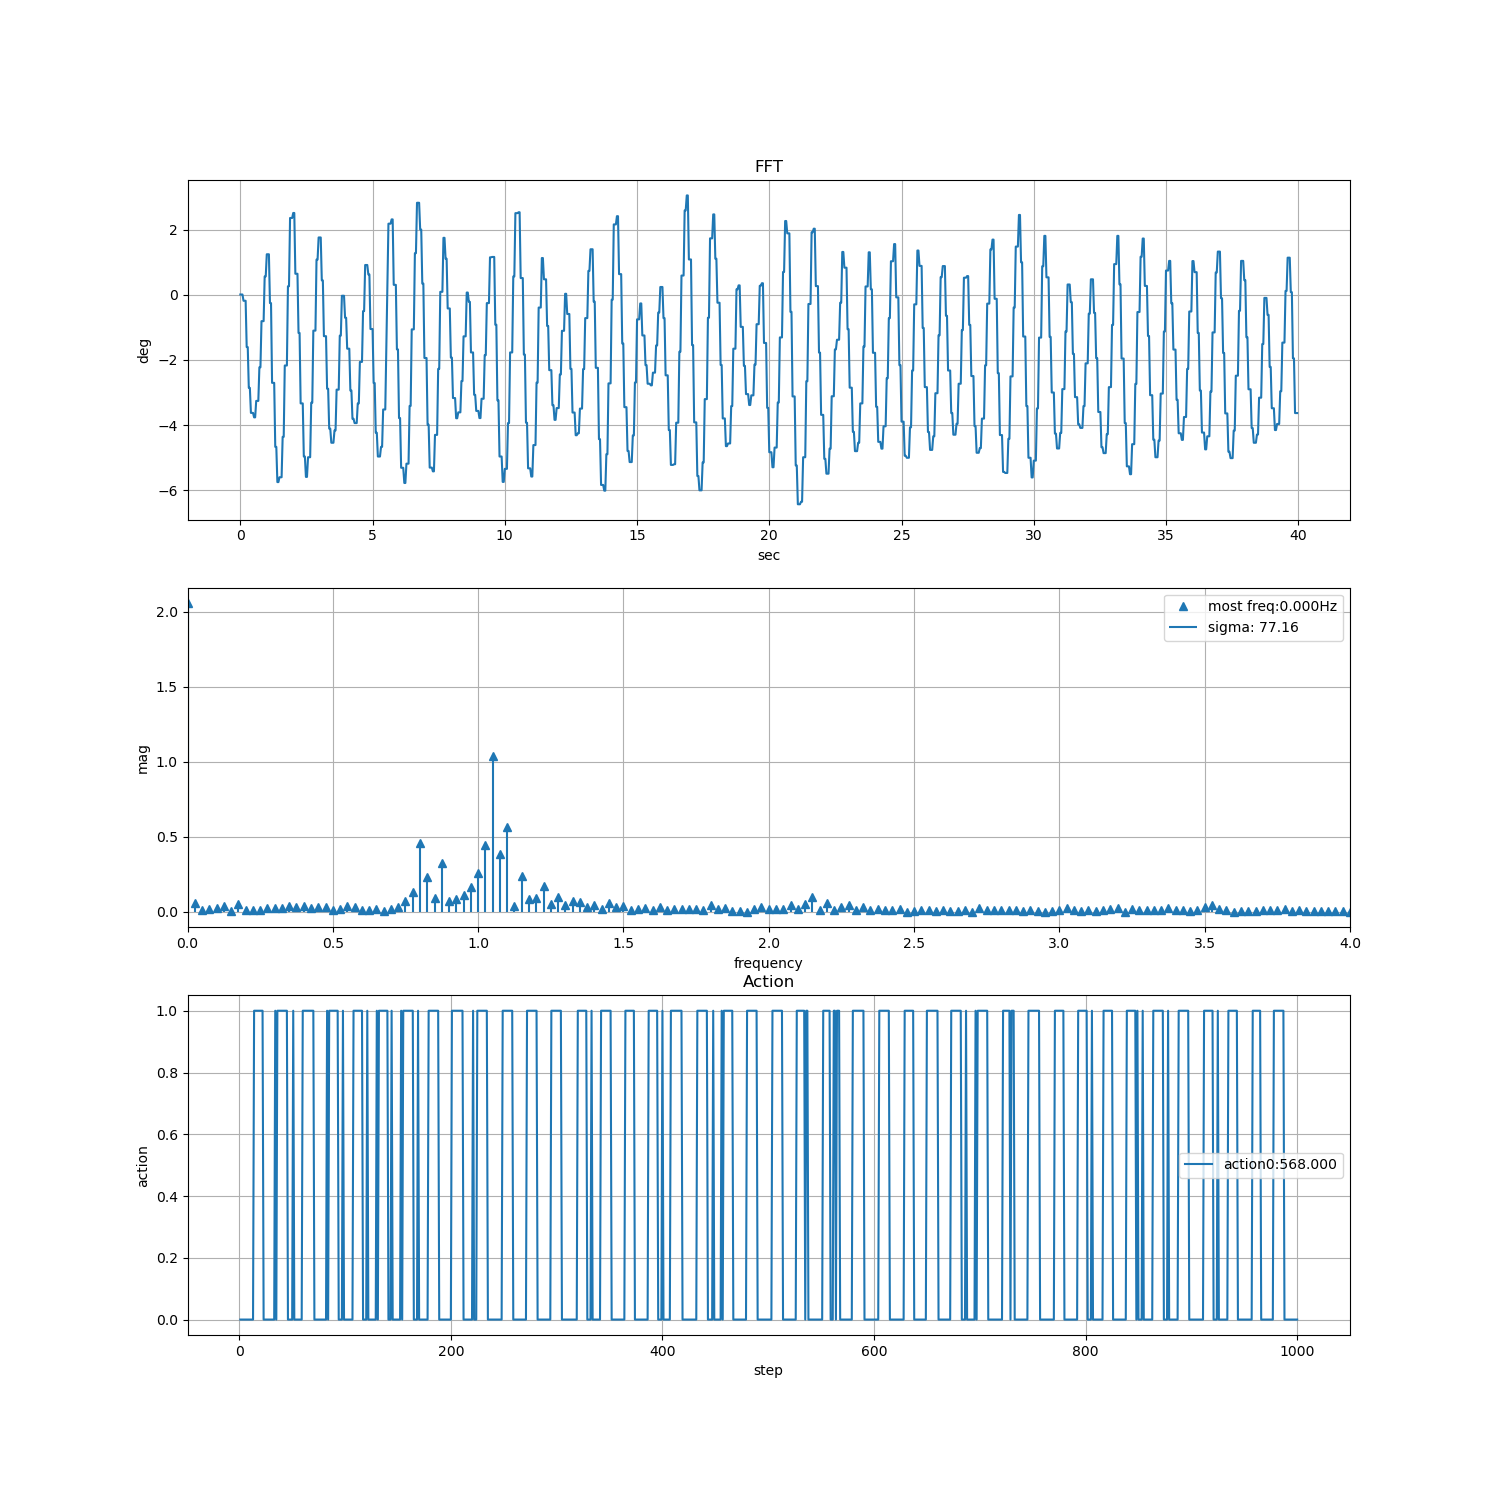 FFT
2
0
−2
−4
−6
deg
0 5 10 15 20 25 30 35 40
sec
2.0
1.5
1.0
0.5
0.0
mag
most freq:0.000Hz
sigma: 77.16
0.0 0.5 1.0 1.5 2.0 2.5 3.0 3.5 4.0
frequency
Action
1.0
0.8
0.6
0.4
0.2
0.0
action
action0:568.000
0 200 400 600 800 1000
step